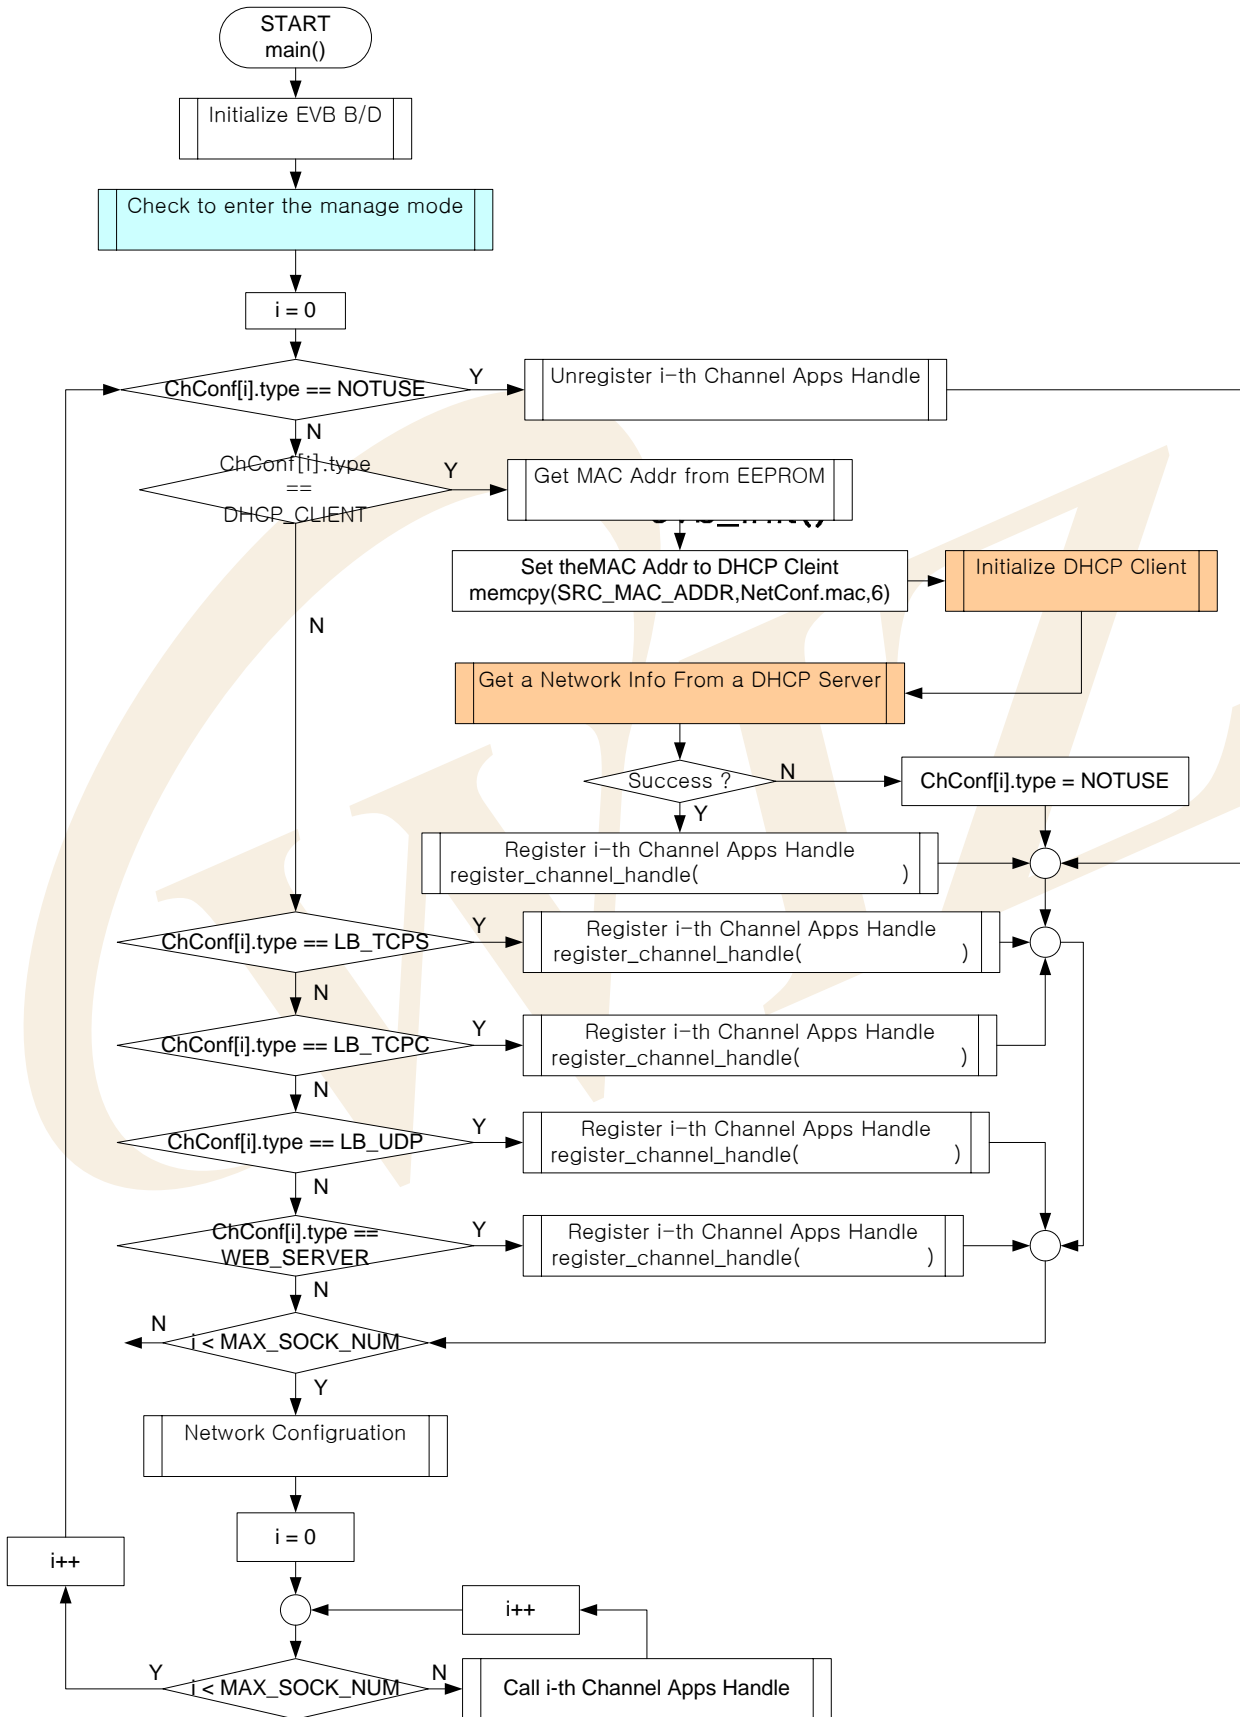 START
main()
Initialize EVB B/D
Check to enter the manage mode
i = 0
ChConf[i].type == NOTUSE
Y
Unregister i-th Channel Apps Handle
N
ChConf[i].type
==
DHCP_CLIENT
Y
Get MAC Addr from EEPROM
Set theMAC Addr to DHCP Cleint
memcpy(SRC_MAC_ADDR,NetConf.mac,6)
Initialize DHCP Client
N
Get a Network Info From a DHCP Server
Success ?
N
ChConf[i].type = NOTUSE
Y
Register i-th Channel Apps Handle
register_channel_handle( )
ChConf[i].type == LB_TCPS
Y
Register i-th Channel Apps Handle
register_channel_handle( )
N
ChConf[i].type == LB_TCPC
Y
Register i-th Channel Apps Handle
register_channel_handle( )
N
ChConf[i].type == LB_UDP
Y
Register i-th Channel Apps Handle
register_channel_handle( )
N
ChConf[i].type ==
WEB_SERVER
Y
Register i-th Channel Apps Handle
register_channel_handle( )
N
N
i < MAX_SOCK_NUM
Y
Network Configruation
i = 0
i++
i++
Y
i < MAX_SOCK_NUM
N
Call i-th Channel Apps Handle